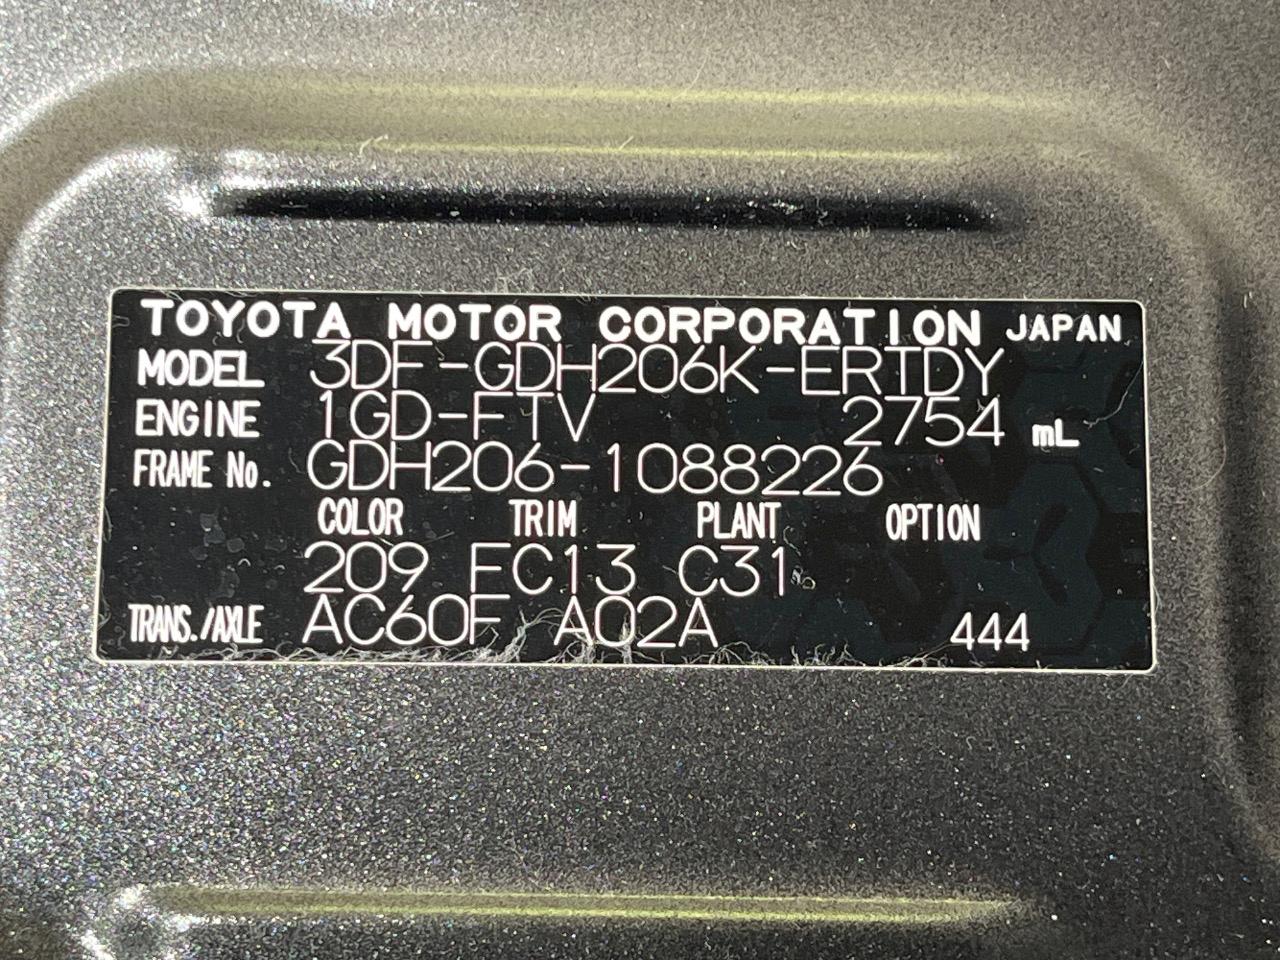 TOYOTA MOTOR CORPORATION JAPAN
MODEL 3DF-GDH206K-ERTDY
ENGINE 1GD-FTV 2754 mL
FRAME No. GDH206-1088226
COLOR TRIM PLANT OPTION
209 FC13 C31
TRANS./AXLE AC60F A02A 444